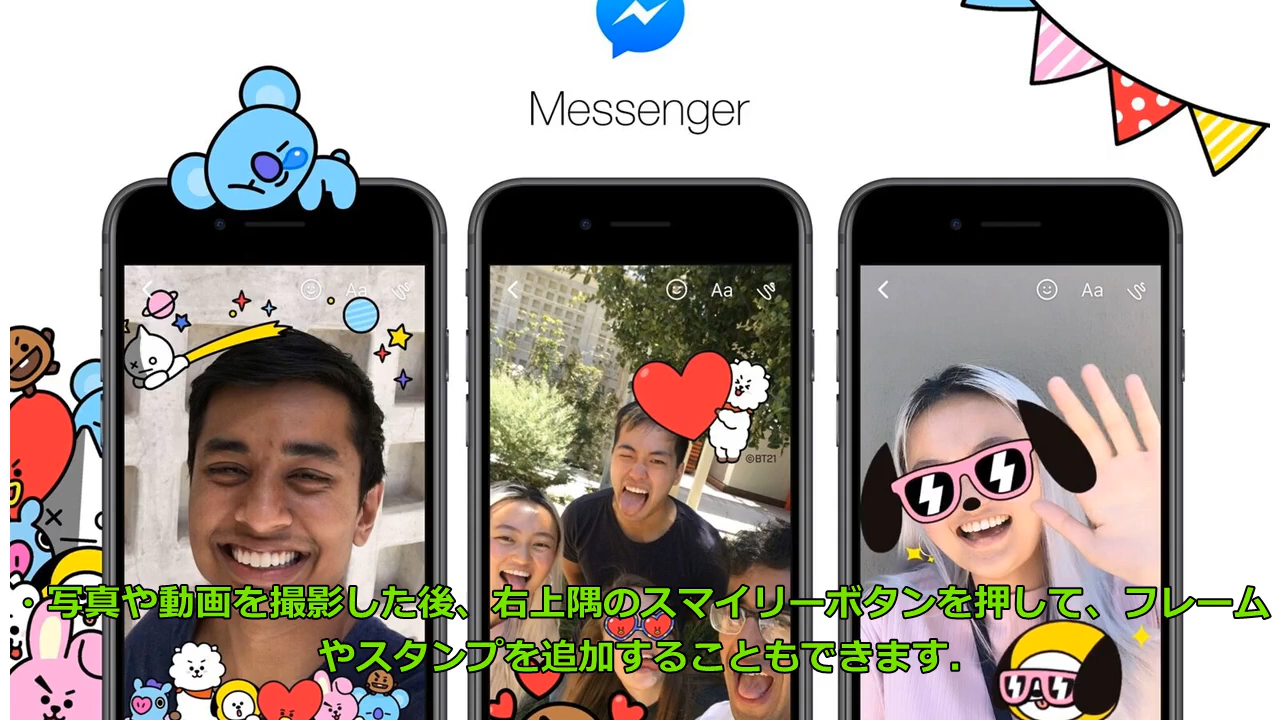 Messenger
Aa
Aa
Aa
©BT21
・写真や動画を撮影した後、右上隅のスマイリーボタンを押して、フレーム
やスタンプを追加することもできます.